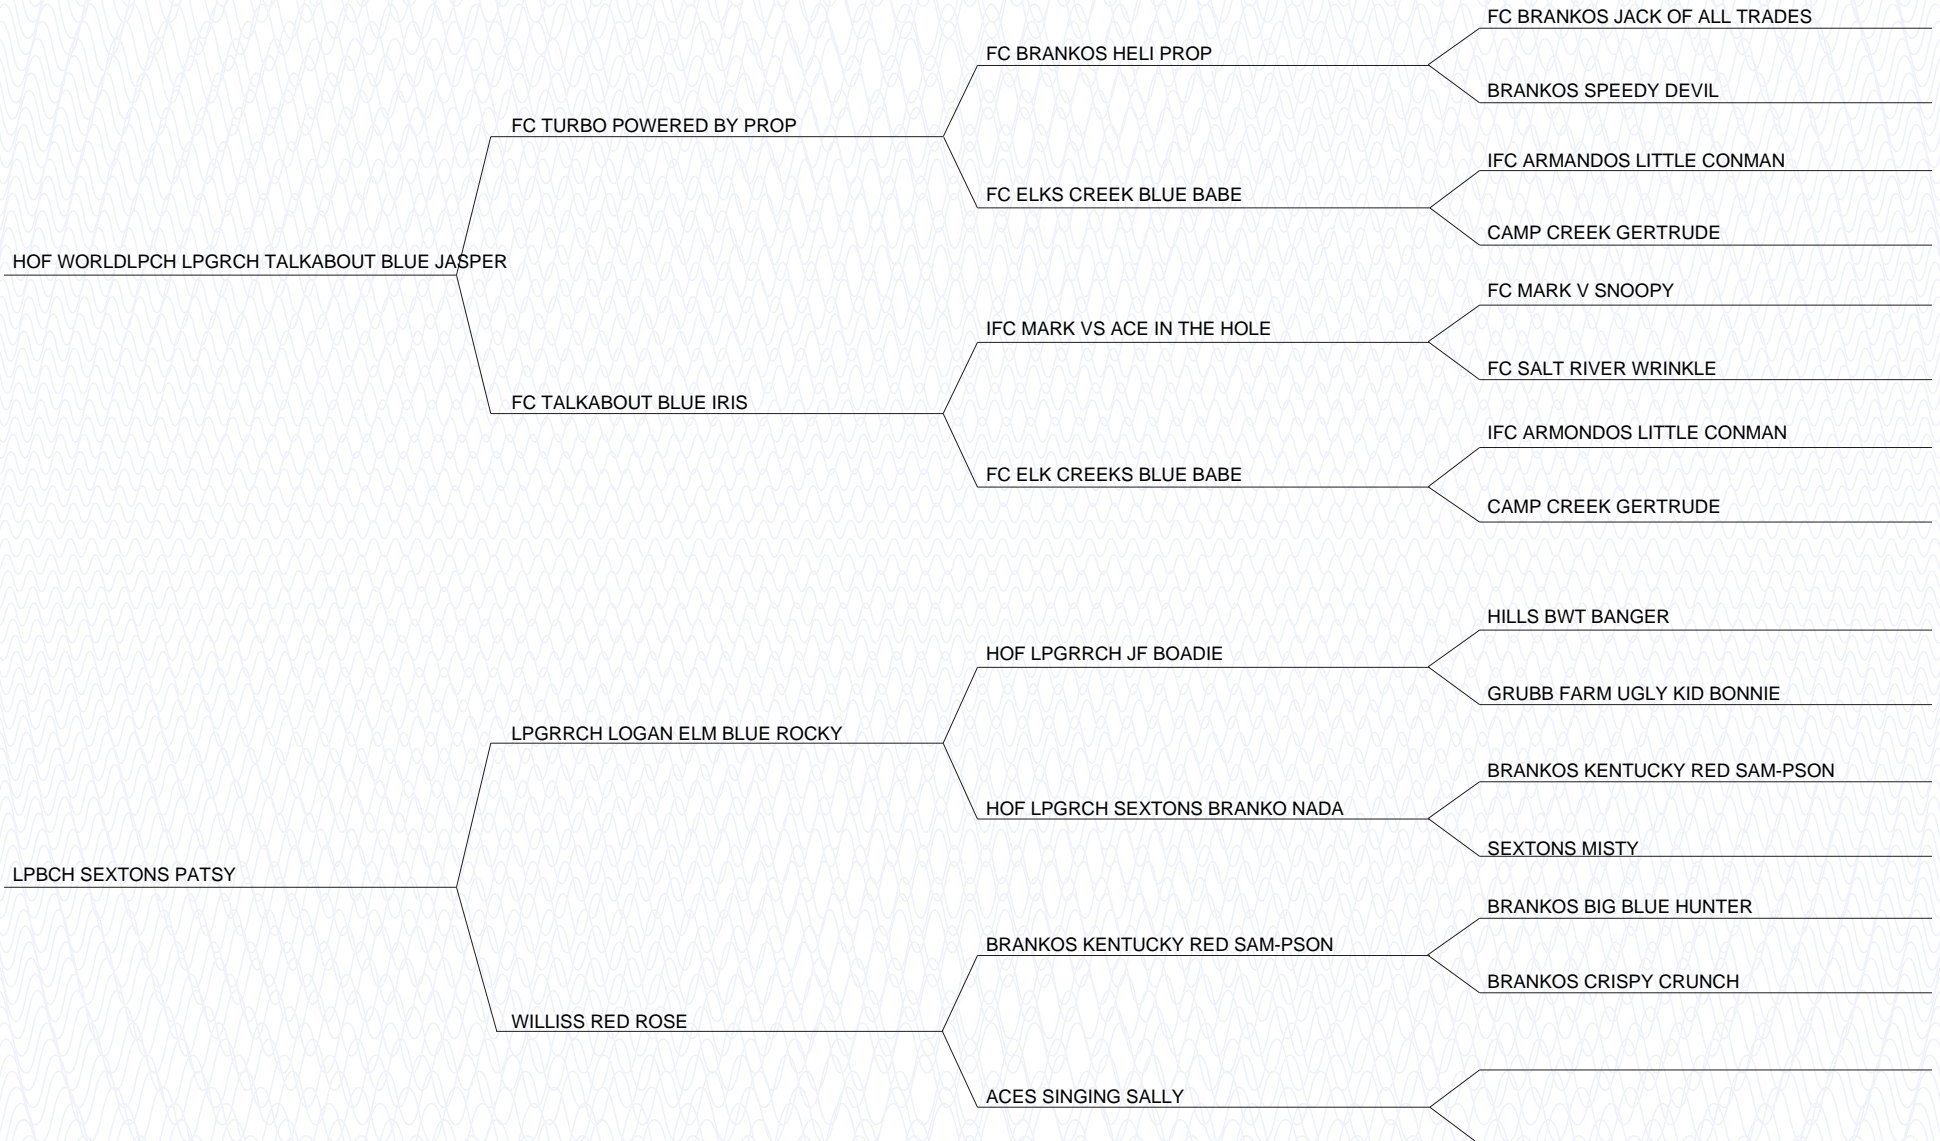 FC BRANKOS JACK OF ALL TRADES
FC BRANKOS HELI PROP
BRANKOS SPEEDY DEVIL
FC TURBO POWERED BY PROP
IFC ARMANDOS LITTLE CONMAN
FC ELKS CREEK BLUE BABE
CAMP CREEK GERTRUDE
HOF WORLDLPCH LPGRCH TALKABOUT BLUE JASPER
FC MARK V SNOOPY
IFC MARK VS ACE IN THE HOLE
FC SALT RIVER WRINKLE
FC TALKABOUT BLUE IRIS
IFC ARMONDOS LITTLE CONMAN
FC ELK CREEKS BLUE BABE
CAMP CREEK GERTRUDE
HILLS BWT BANGER
HOF LPGRRCH JF BOADIE
GRUBB FARM UGLY KID BONNIE
LPGRRCH LOGAN ELM BLUE ROCKY
BRANKOS KENTUCKY RED SAM-PSON
HOF LPGRCH SEXTONS BRANKO NADA
SEXTONS MISTY
LPBCH SEXTONS PATSY
BRANKOS BIG BLUE HUNTER
BRANKOS KENTUCKY RED SAM-PSON
BRANKOS CRISPY CRUNCH
WILLISS RED ROSE
ACES SINGING SALLY